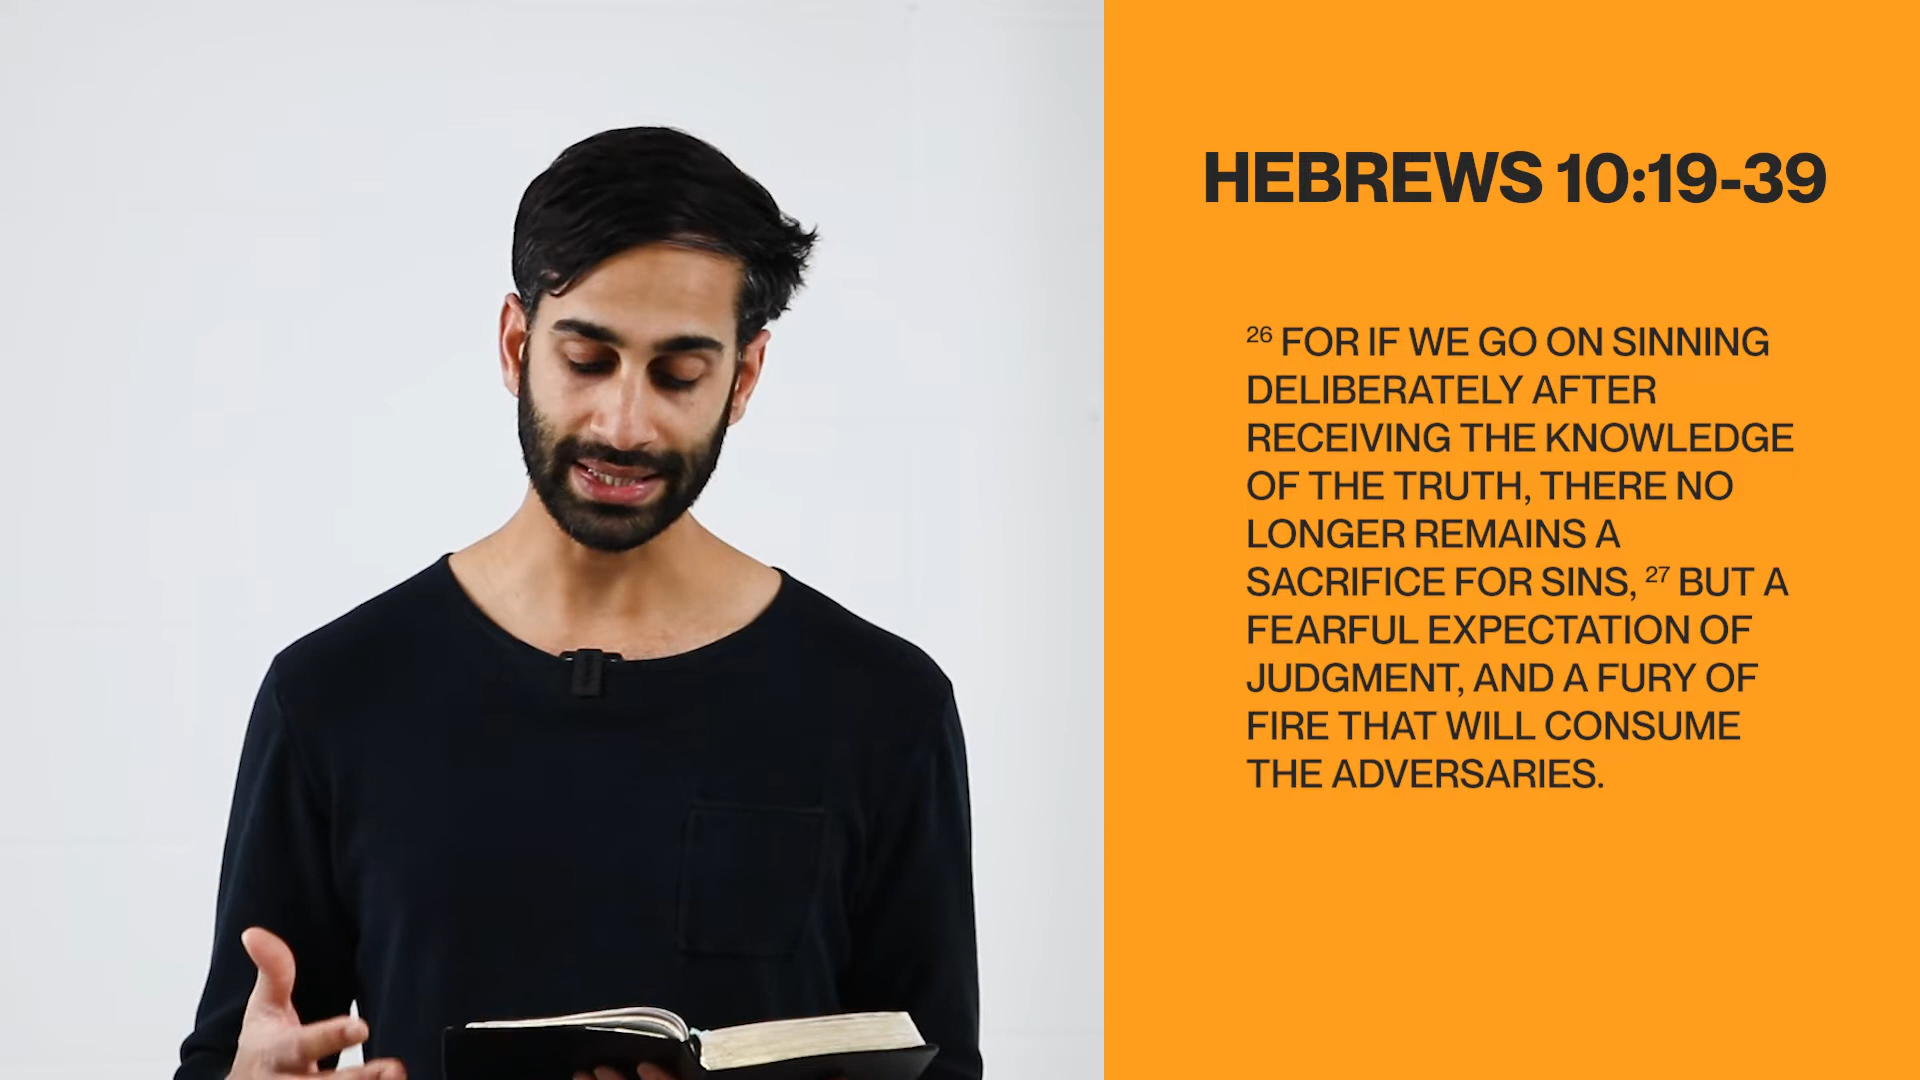 HEBREWS 10:19-39
26 FOR IF WE GO ON SINNING
DELIBERATELY AFTER
RECEIVING THE KNOWLEDGE
OF THE TRUTH, THERE NO
LONGER REMAINS A
SACRIFICE FOR SINS, 27 BUT A
FEARFUL EXPECTATION OF
JUDGMENT, AND A FURY OF
FIRE THAT WILL CONSUME
THE ADVERSARIES.